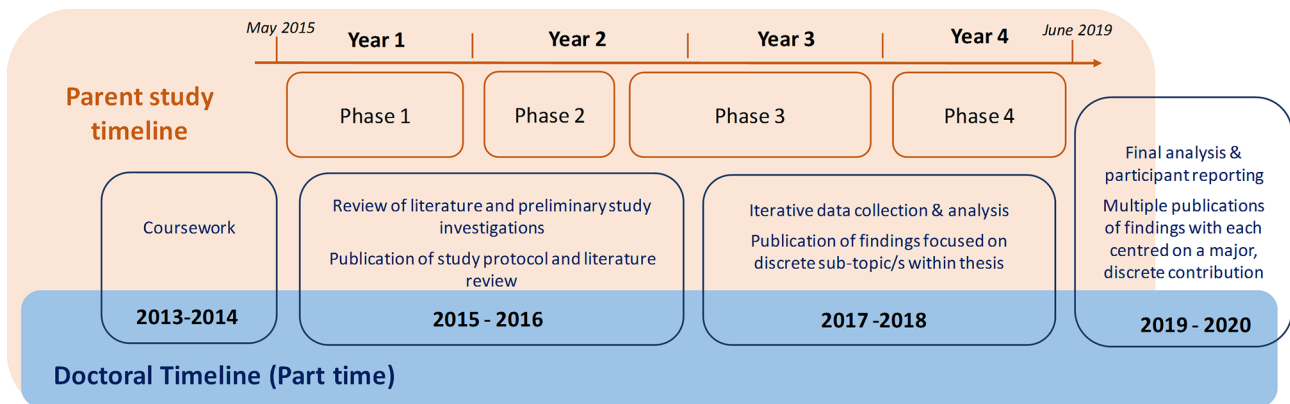 May 2015
Year 1
Year 2
Year 3
Year 4
June 2019
Parent study
timeline
Phase 1
Phase 2
Phase 3
Phase 4
Coursework
2013-2014
Review of literature and preliminary study
investigations
Publication of study protocol and literature
review
2015 - 2016
Iterative data collection & analysis
Publication of findings focused on
discrete sub-topic/s within thesis
2017 -2018
Final analysis &
participant reporting
Multiple publications
of findings with each
centred on a major,
discrete contribution
2019 - 2020
Doctoral Timeline (Part time)